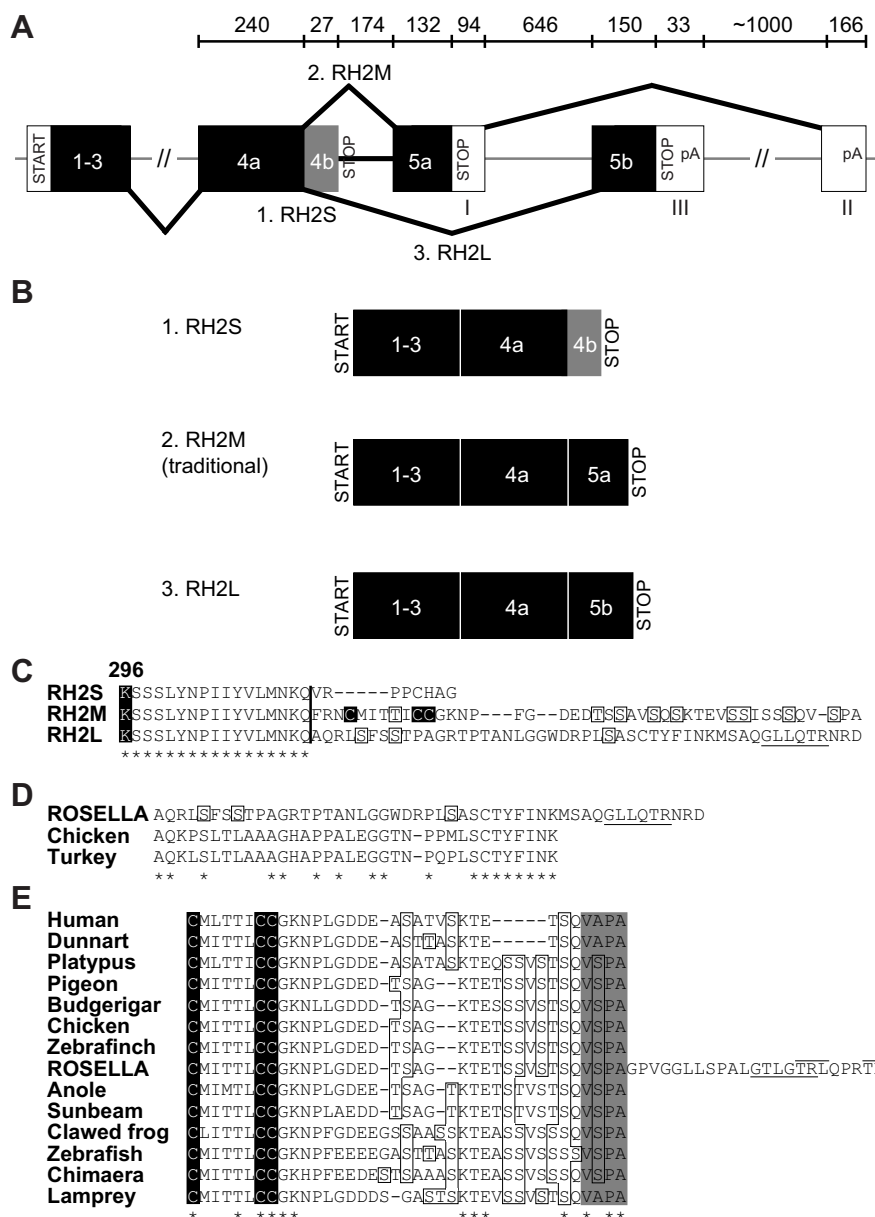 A
240 27 174 132 94 646 150 33 ~1000 166
2. RH2M
START 1-3 // 4a 4b STOP 5a STOP 5b STOP pA // pA
1. RH2S I III II
3. RH2L
B
1. RH2S START 1-3 4a 4b STOP
2. RH2M
(traditional) START 1-3 4a 5a STOP
3. RH2L START 1-3 4a 5b STOP
C
296
RH2S KSSSLYNPIIYVLMNKQVR-----PPCHAG
RH2M KSSSLYNPIIYVLMNKQFRNCMITTICCGKNP---FG--DEDTSSAVSQSKTEVSSISSSQV-SPA
RH2L KSSSLYNPIIYVLMNKQAQRLSFSSTPAGRTPTANLGGWDRPLSASCTYFINKMSAQGLLQTRNRD
*****************
D
ROSELLA AQRLSFSSTPAGRTPTANLGGWDRPLSASCTYFINKMSAQGLLQTRNRD
Chicken AQKPSLTLAAAGHAPPALEGGTN-PPMLSCTYFINK
Turkey AQKLSLTLAAAGHAPPALEGGTN-PQPLSCTYFINK
** * ** * ** * ********
E
Human CMLTTICCGKNPLGDDE-ASATVSKTE-----TSQVAPA
Dunnart CMITTLCCGKNPLGDDE-ASTTASKTE-----TSQVAPA
Platypus CMLTTICCGKNPLGDDE-ASATASKTEQSSVSTSQVSPA
Pigeon CMITTLCCGKNPLGDED-TSAG--KTETSSVSTSQVSPA
Budgerigar CMITTLCCGKNLLGDDD-TSAG--KTETSSVSTSQVSPA
Chicken CMITTLCCGKNPLGDED-TSAG--KTETSSVSTSQVSPA
Zebrafinch CMITTLCCGKNPLGDED-TSAG--KTETSSVSTSQVSPA
ROSELLA CMITTLCCGKNPLGDED-TSAG--KTETSSVSTSQVSPAGPVGGLLSPALGTLGTRLQPRT
Anole CMIMTLCCGKNPLGDEE-TSAG-TKTETSTVSTSQVSPA
Sunbeam CMITTLCCGKNPLAEDD-TSAG-TKTETSTVSTSQVSPA
Clawed frog CLITTLCCGKNPFGDEEGSSAASSKTEASSVSSSQVSPA
Zebrafish CMITTLCCGKNPFEEEEGASTTASKTEASSVSSSSVSPA
Chimaera CMITTLCCGKHPFEEDESTSAAASKTEASSVSSSQVSPA
Lamprey CMITTLCCGKNPLGDDDS-GASTSKTEVSSVSTSQVAPA
* * **** *** * * **